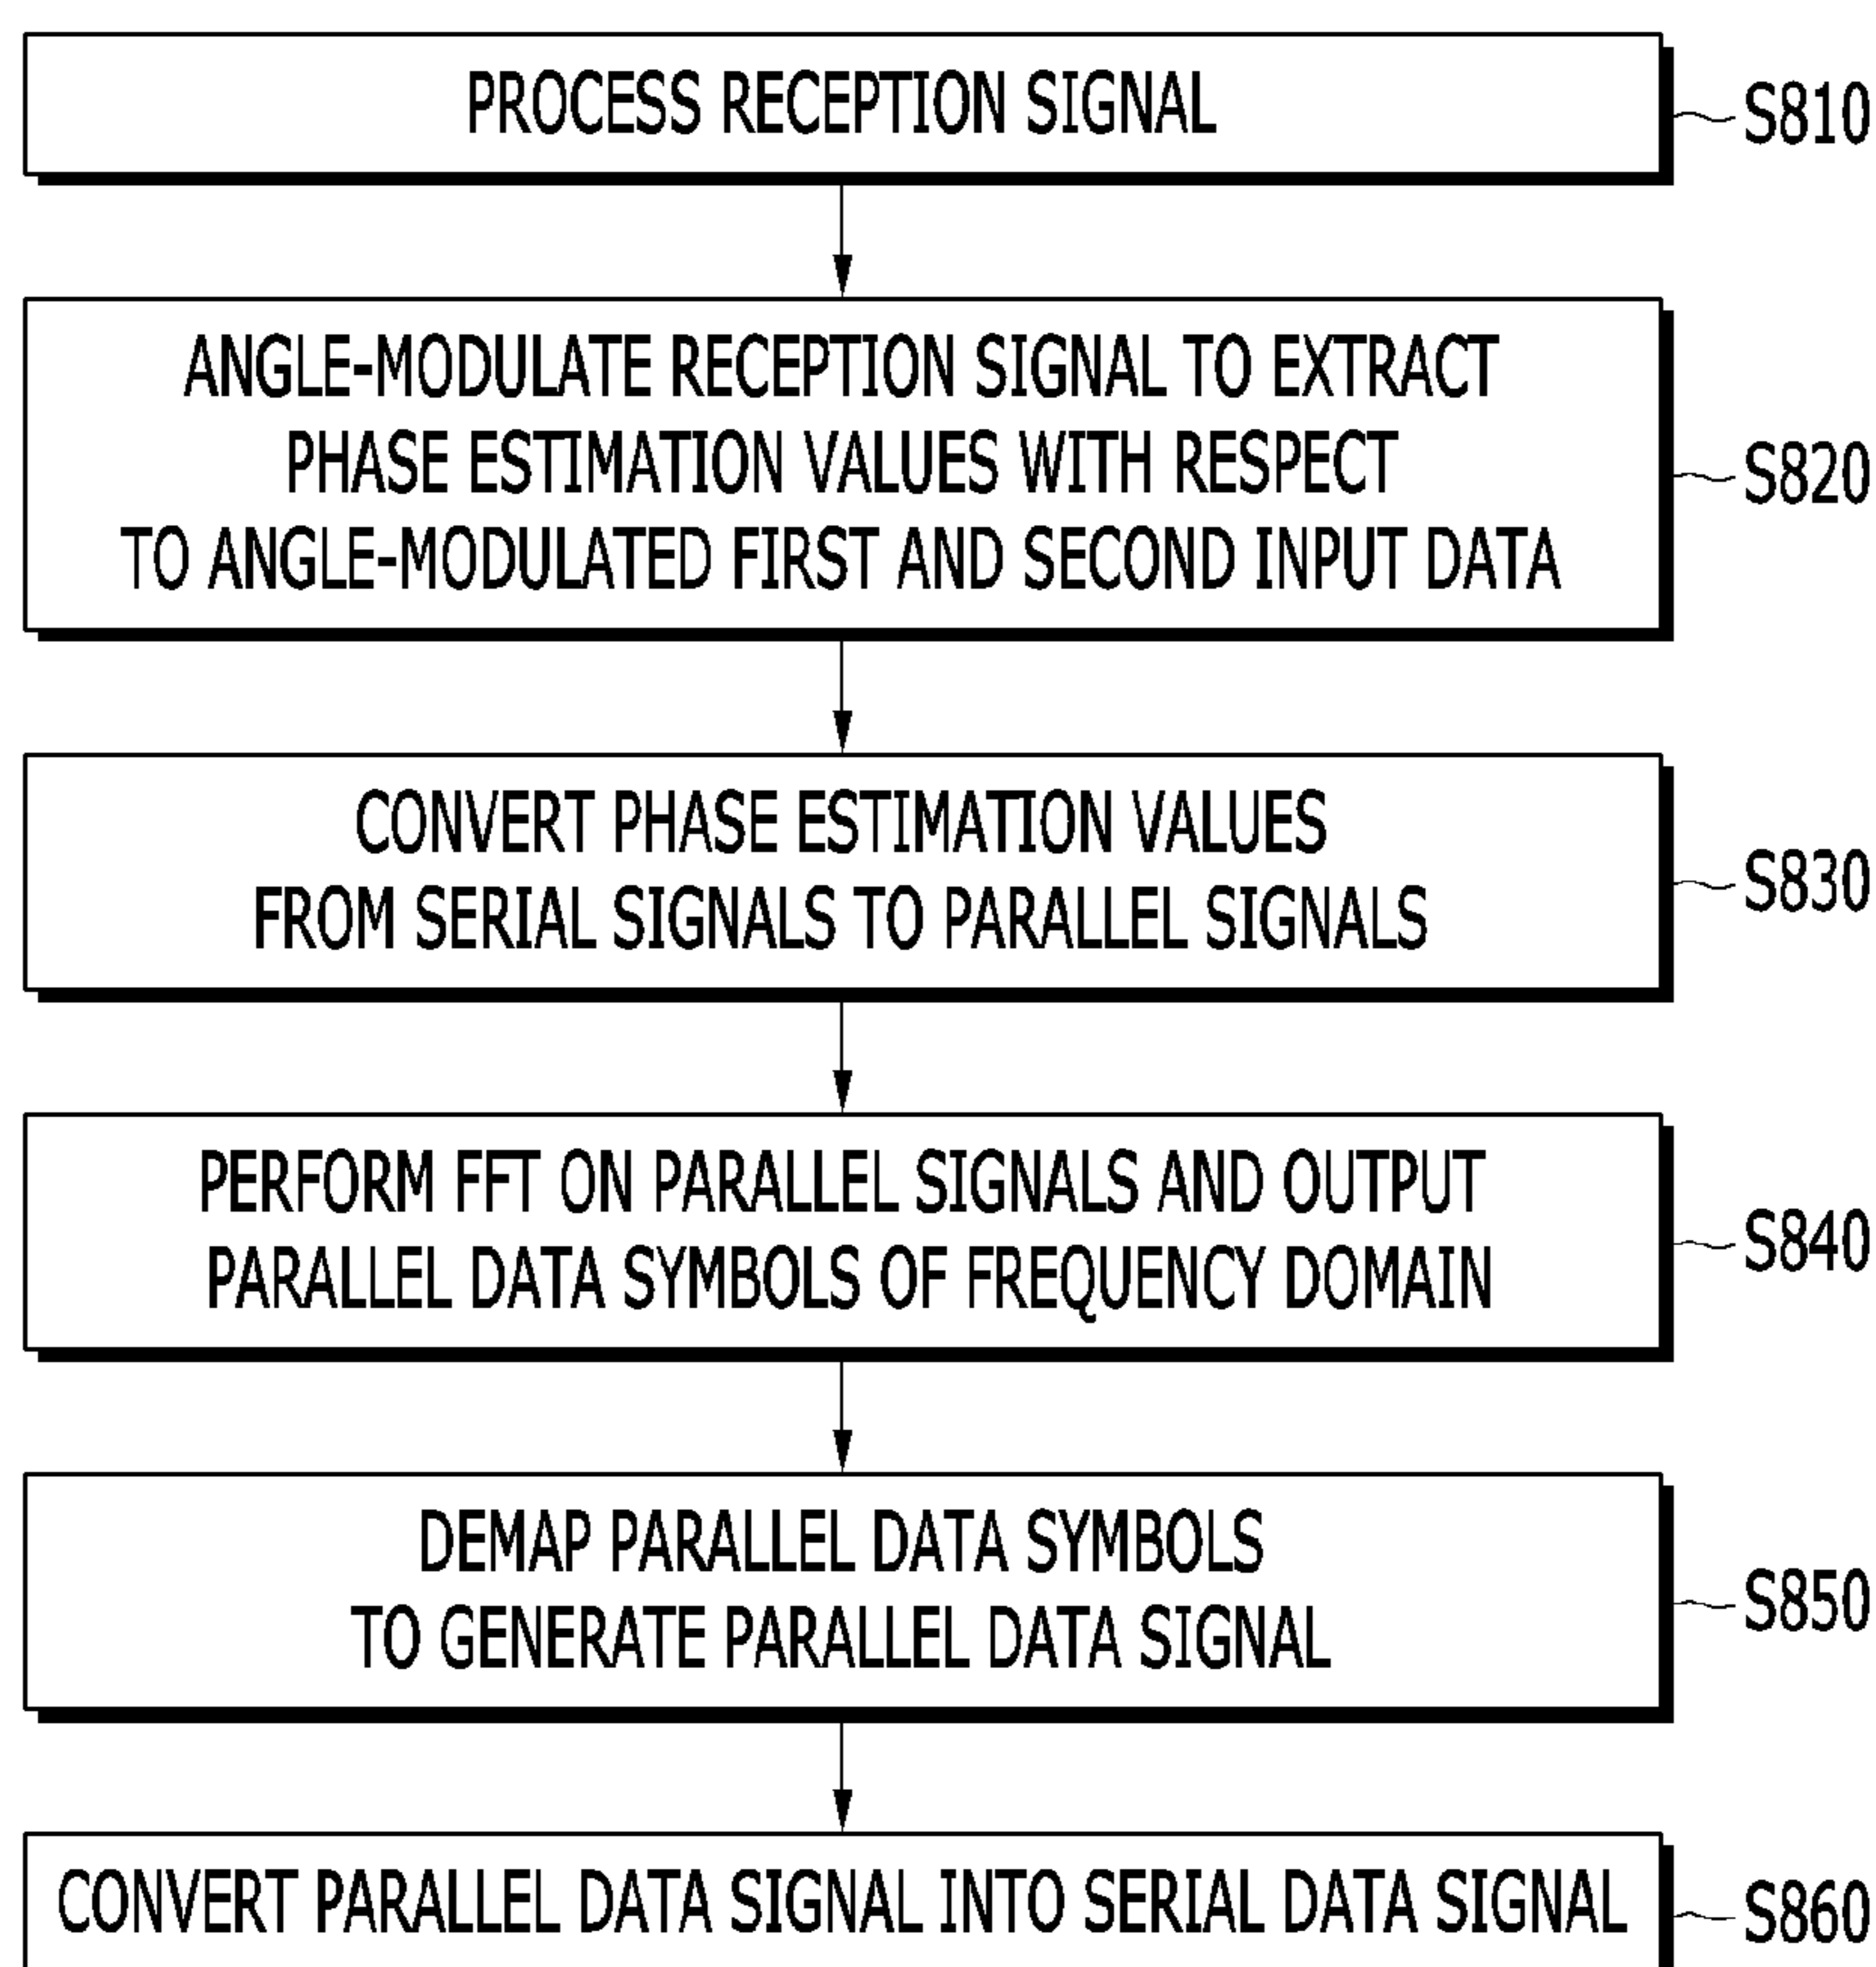 PROCESS RECEPTION SIGNAL
S810
ANGLE-MODULATE RECEPTION SIGNAL TO EXTRACT
PHASE ESTIMATION VALUES WITH RESPECT
TO ANGLE-MODULATED FIRST AND SECOND INPUT DATA
S820
CONVERT PHASE ESTIMATION VALUES
FROM SERIAL SIGNALS TO PARALLEL SIGNALS
S830
PERFORM FFT ON PARALLEL SIGNALS AND OUTPUT
PARALLEL DATA SYMBOLS OF FREQUENCY DOMAIN
S840
DEMAP PARALLEL DATA SYMBOLS
TO GENERATE PARALLEL DATA SIGNAL
S850
CONVERT PARALLEL DATA SIGNAL INTO SERIAL DATA SIGNAL
S860